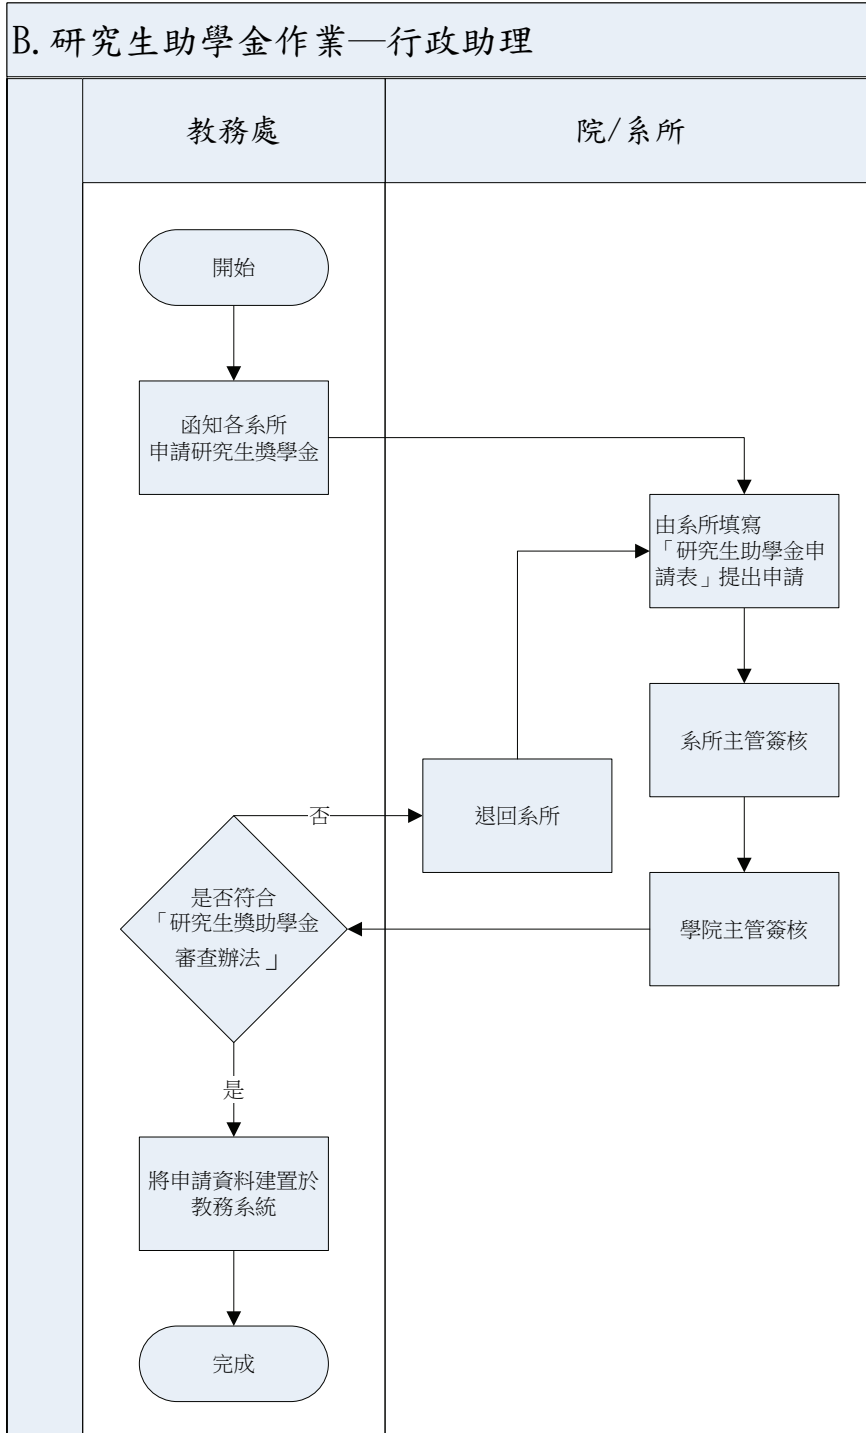 B.研究生助學金作業—行政助理
教務處
院/系所
開始
函知各系所
申請研究生獎學金
由系所填寫
「研究生助學金申
請表」提出申請
系所主管簽核
否
退回系所
是否符合
「研究生獎助學金
審查辦法」
學院主管簽核
是
將申請資料建置於
教務系統
完成